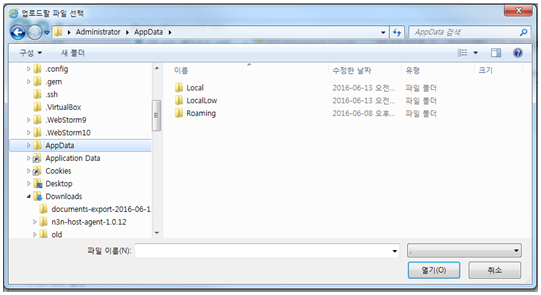 업로드할 파일 선택
Administrator ▸ AppData ▸
AppData 검색
구성 새 폴더
이름 수정한 날짜 유형 크기
.config
.gem
.ssh
.VirtualBox
.WebStorm9
.WebStorm10
AppData
Application Data
Cookies
Desktop
Downloads
documents-export-2016-06-1
n3n-host-agent-1.0.12
old
Local 2016-06-13 오전... 파일 폴더
LocalLow 2016-06-13 오전... 파일 폴더
Roaming 2016-06-08 오후... 파일 폴더
파일 이름(N):
열기(O) 취소